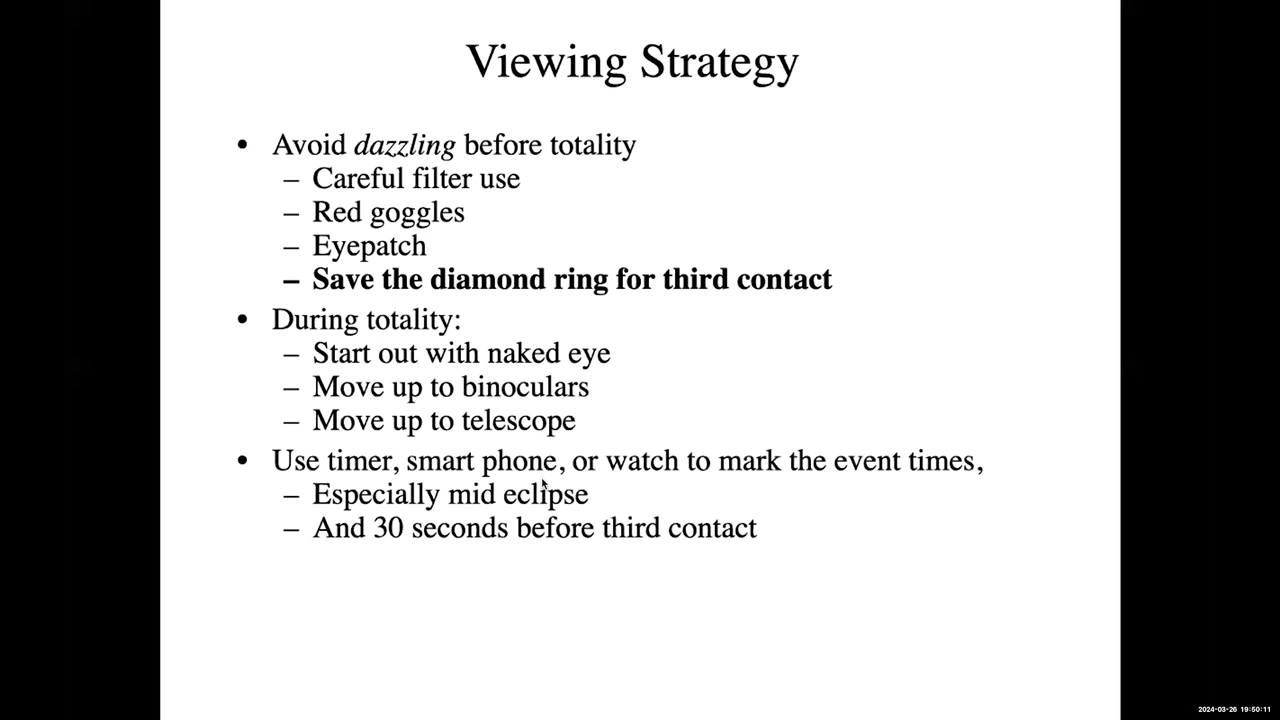 Viewing Strategy
• Avoid dazzling before totality
– Careful filter use
– Red goggles
– Eyepatch
– Save the diamond ring for third contact
• During totality:
– Start out with naked eye
– Move up to binoculars
– Move up to telescope
• Use timer, smart phone, or watch to mark the event times,
– Especially mid eclipse
– And 30 seconds before third contact
2024-03-26 19:50:11